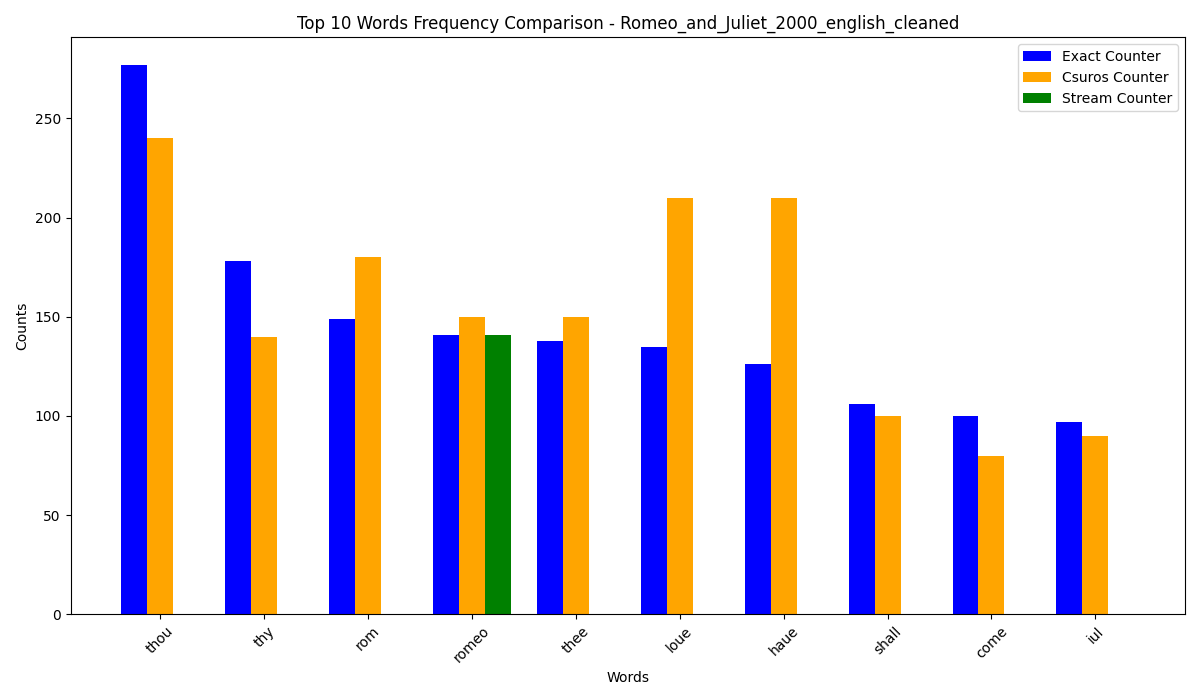 Top 10 Words Frequency Comparison - Romeo_and_Juliet_2000_english_cleaned
Exact Counter
Csuros Counter
Stream Counter
Counts
250
200
150
100
50
0
thou
thy
rom
romeo
thee
loue
haue
shall
come
iul
Words